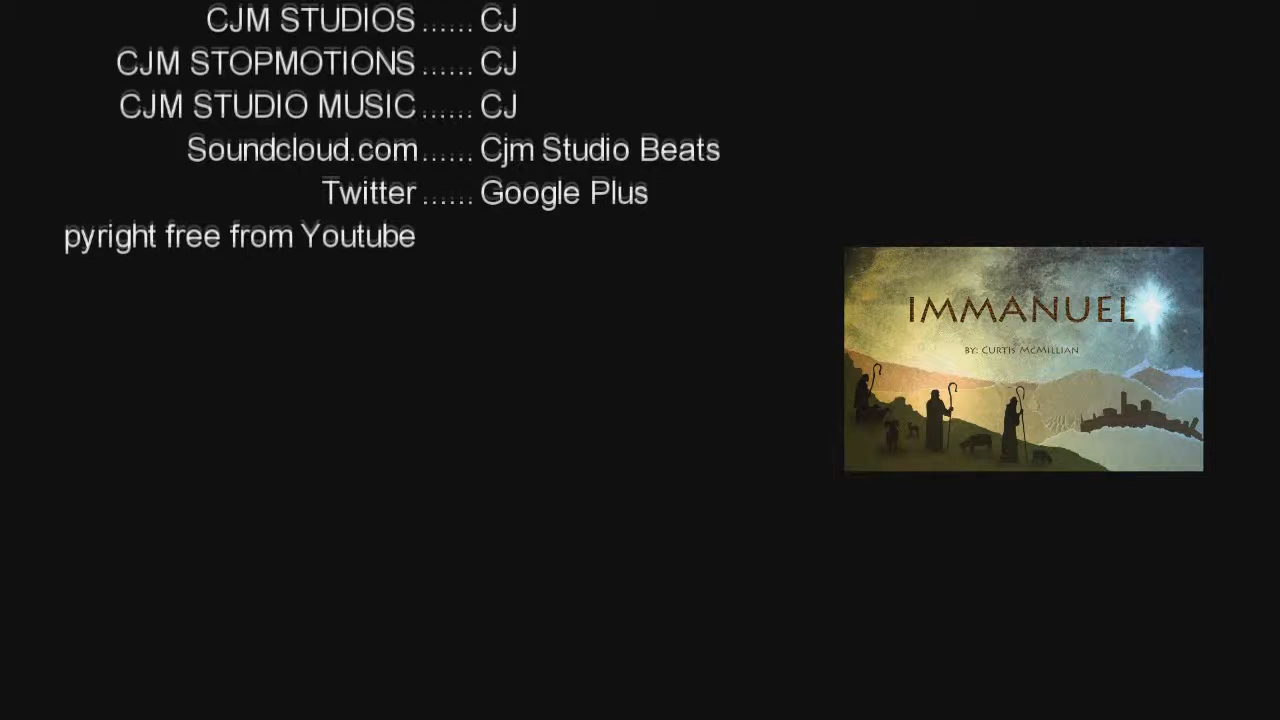 CJM STUDIOS ...... CJ
CJM STOPMOTIONS ...... CJ
CJM STUDIO MUSIC ...... CJ
Soundcloud.com ...... Cjm Studio Beats
Twitter ...... Google Plus
pyright free from Youtube
IMMANUEL
BY: CURTIS MCMILLIAN